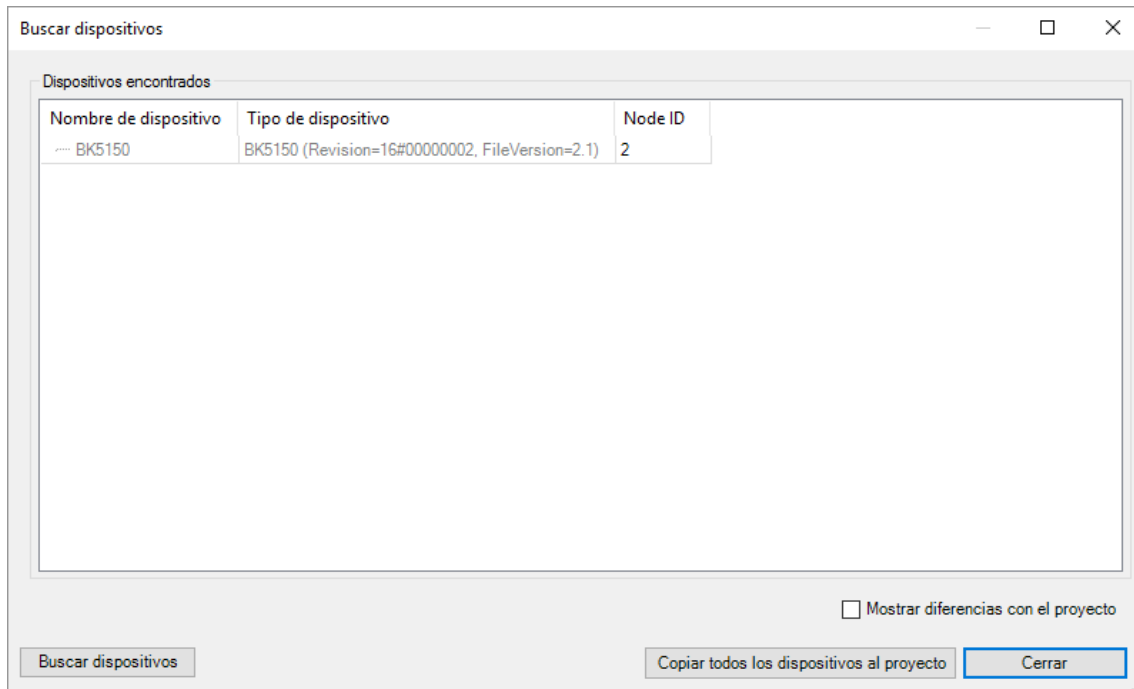 Buscar dispositivos
Dispositivos encontrados
Nombre de dispositivo Tipo de dispositivo Node ID
BK5150 BK5150 (Revision=16#00000002, FileVersion=2.1) 2
Mostrar diferencias con el proyecto
Buscar dispositivos Copiar todos los dispositivos al proyecto Cerrar